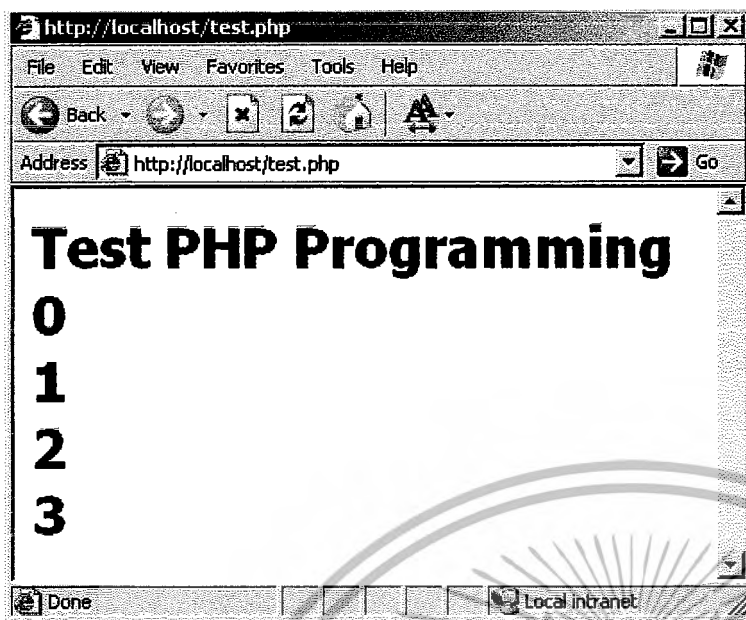 http://localhost/test.php
File Edit View Favorites Tools Help
Back
Address http://localhost/test.php Go
Test PHP Programming
0
1
2
3
Done Local intranet